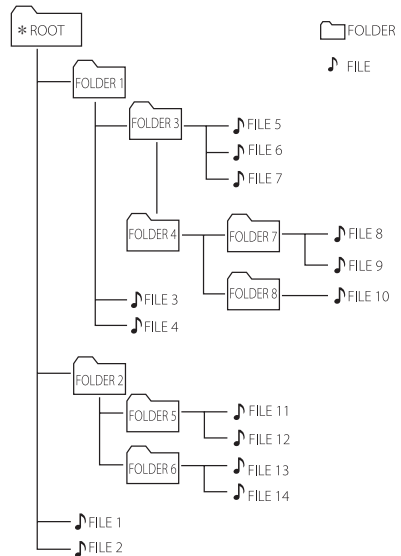 * ROOT
FOLDER
FILE
FOLDER 1
FOLDER 3
FILE 5
FILE 6
FILE 7
FOLDER 4
FOLDER 7
FILE 8
FILE 9
FOLDER 8
FILE 10
FILE 3
FILE 4
FOLDER 2
FOLDER 5
FILE 11
FILE 12
FOLDER 6
FILE 13
FILE 14
FILE 1
FILE 2